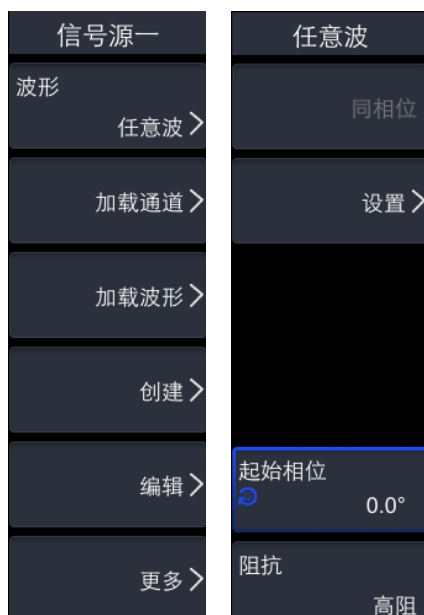 信号源一
波形
任意波
加载通道
加载波形
创建
编辑
更多
任意波
同相位
设置
起始相位
0.0°
阻抗
高阻